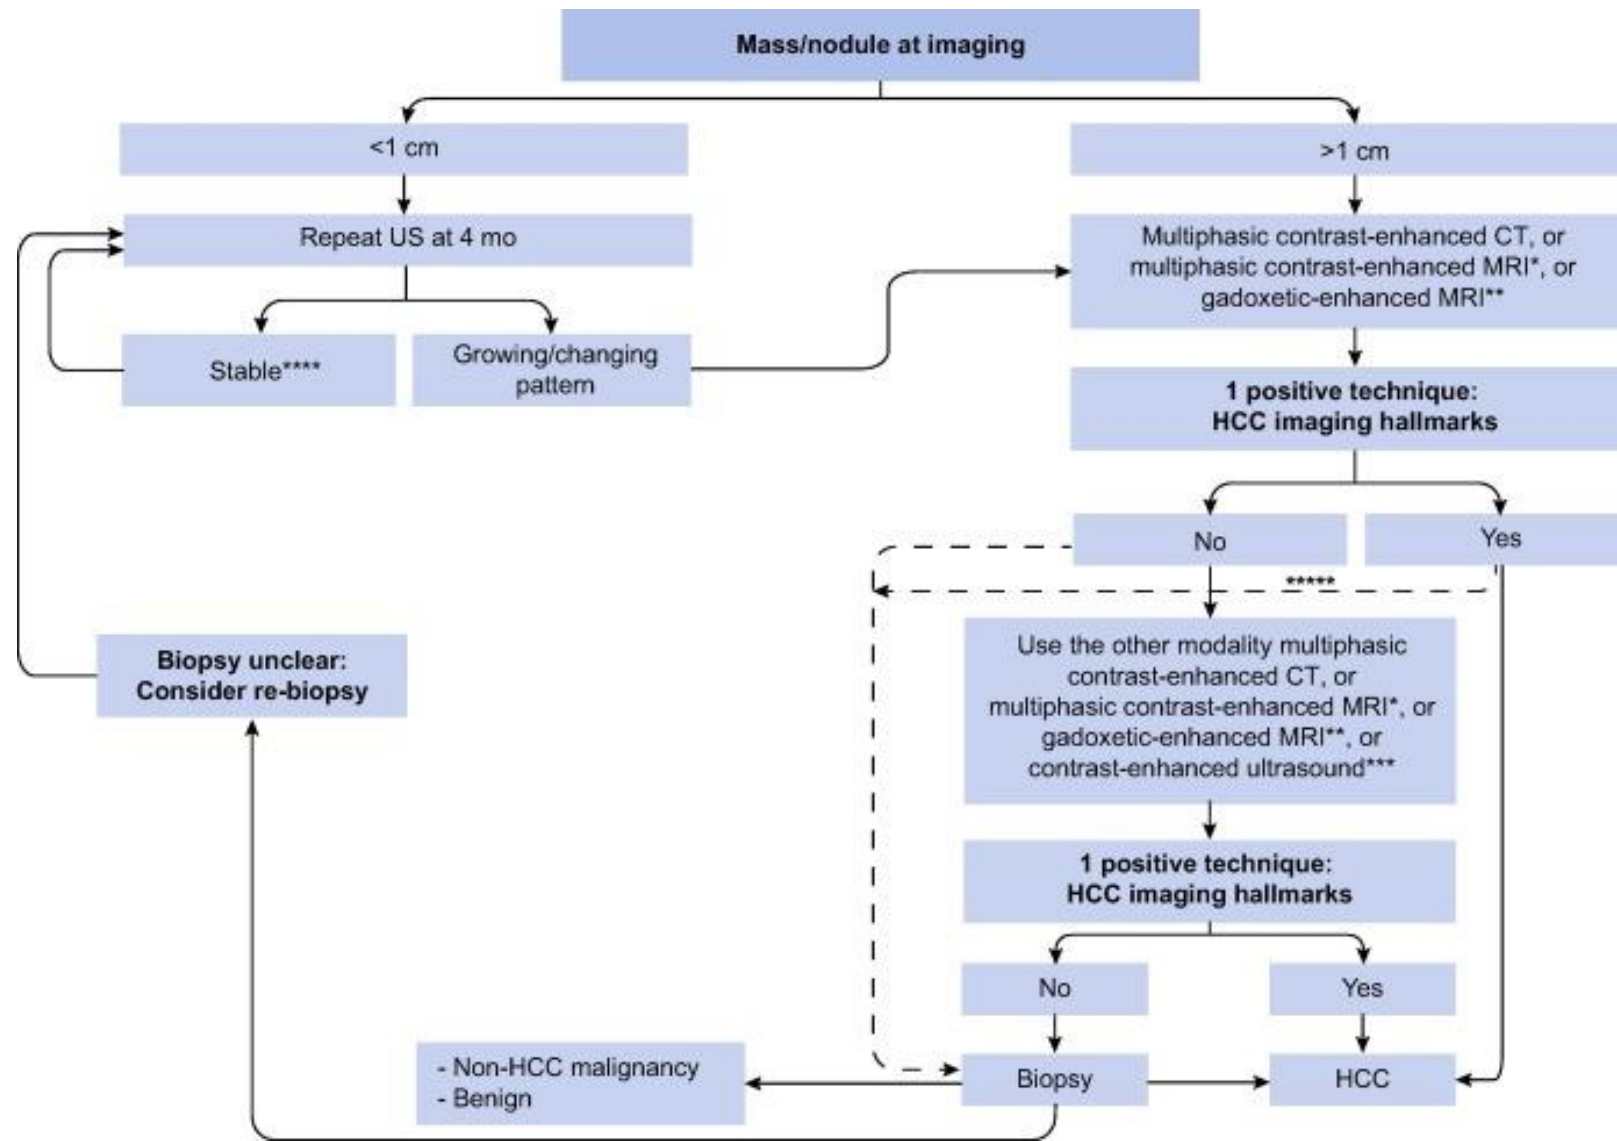 Mass/nodule at imaging
<1 cm
>1 cm
Repeat US at 4 mo
Multiphasic contrast-enhanced CT, or
multiphasic contrast-enhanced MRI*, or
gadoxetic-enhanced MRI**
Stable****
Growing/changing
pattern
1 positive technique:
HCC imaging hallmarks
No
Yes
*****
Use the other modality multiphasic
contrast-enhanced CT, or
multiphasic contrast-enhanced MRI*, or
gadoxetic-enhanced MRI**, or
contrast-enhanced ultrasound***
Biopsy unclear:
Consider re-biopsy
1 positive technique:
HCC imaging hallmarks
No
Yes
- Non-HCC malignancy
- Benign
Biopsy
HCC